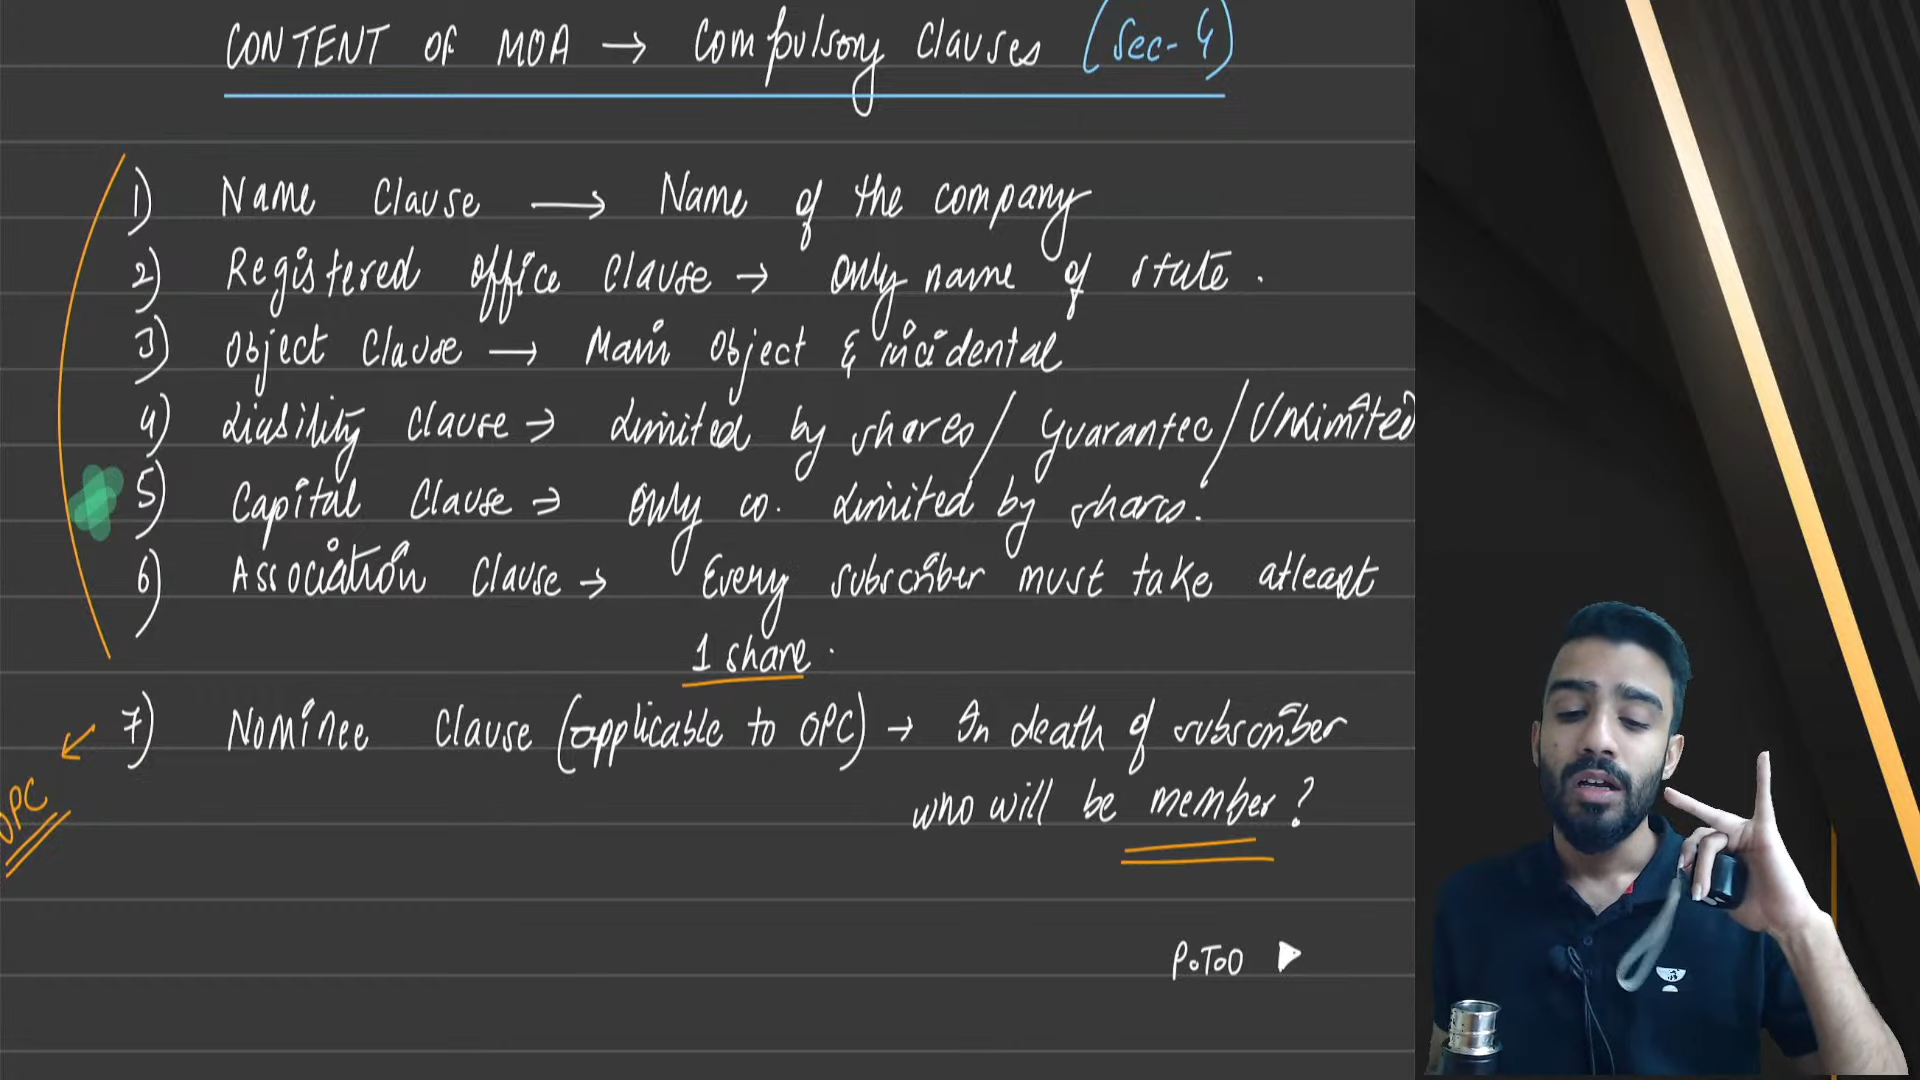 CONTENT OF MOA → Compulsory Clauses (Sec-4)
1) Name Clause → Name of the company
2) Registered office Clause → Only name of state.
3) Object Clause → Main Object & incidental
4) Liability Clause → Limited by shares / Guarantee / Unlimited
5) Capital Clause → Only co. Limited by shares.
6) Association Clause → Every subscriber must take atleast
1 share.
7) Nominee Clause (applicable to OPC) → In death of subscriber
who will be member?
OPC
P.T.O